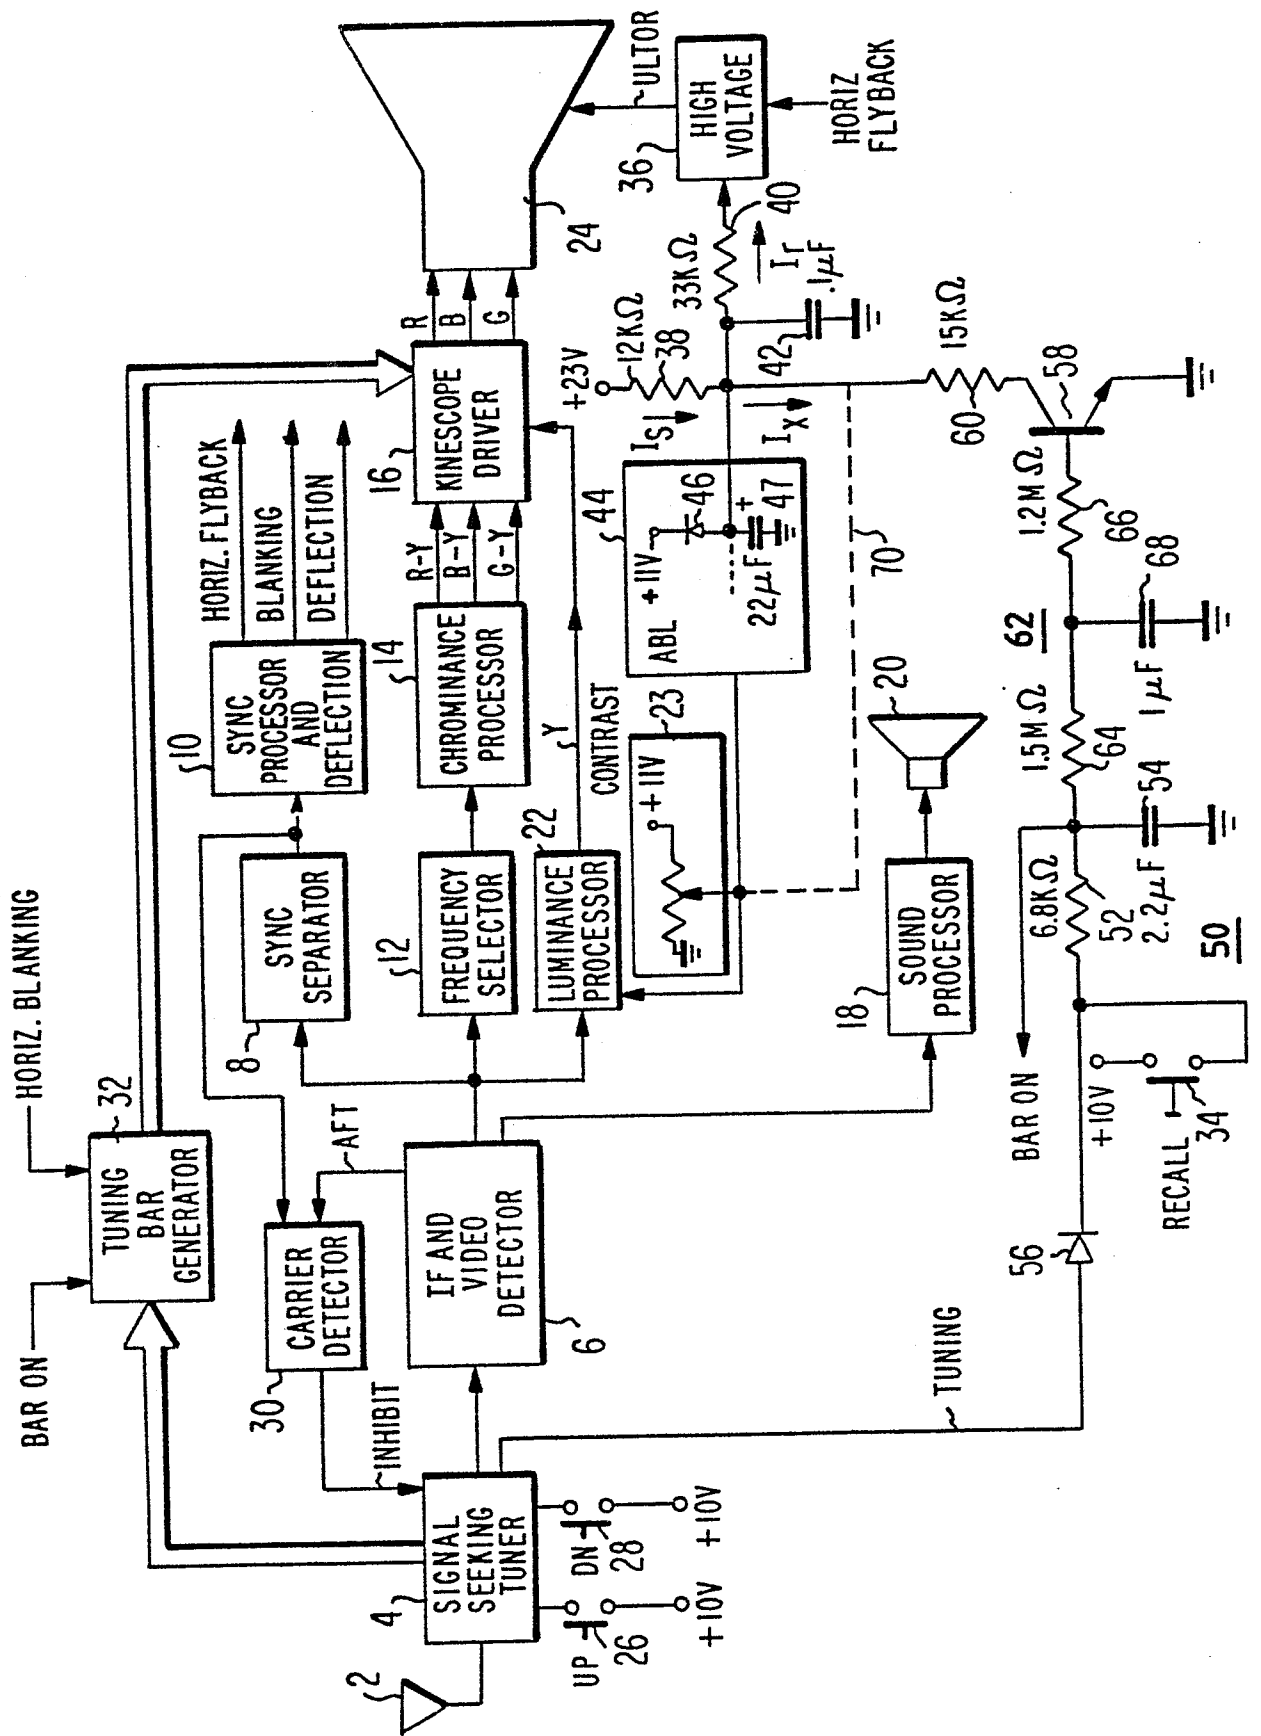 BAR ON
HORIZ. BLANKING
TUNING
BAR
GENERATOR
32
HORIZ. FLYBACK
BLANKING
DEFLECTION
SYNC
PROCESSOR
AND
DEFLECTION
10
SYNC
SEPARATOR
8
CARRIER
DETECTOR
30
AFT
INHIBIT
2
SIGNAL
SEEKING
TUNER
4
IF AND
VIDEO
DETECTOR
6
FREQUENCY
SELECTOR
12
CHROMINANCE
PROCESSOR
14
R-Y
B-Y
G-Y
KINESCOPE
DRIVER
16
R
B
G
24
LUMINANCE
PROCESSOR
22
Y
CONTRAST
23
+11V
ABL
+11V
44
46
+
47
22µF
+23V
12KΩ
38
IS
IX
33KΩ
40
Ir
.1µF
42
HIGH
VOLTAGE
36
ULTOR
HORIZ
FLYBACK
UP
26
+10V
DN
28
+10V
SOUND
PROCESSOR
18
20
70
15KΩ
60
58
TUNING
56
BAR ON
+10V
RECALL
34
6.8KΩ
52
2.2µF
54
50
1.5MΩ
64
62
1µF
68
1.2MΩ
66